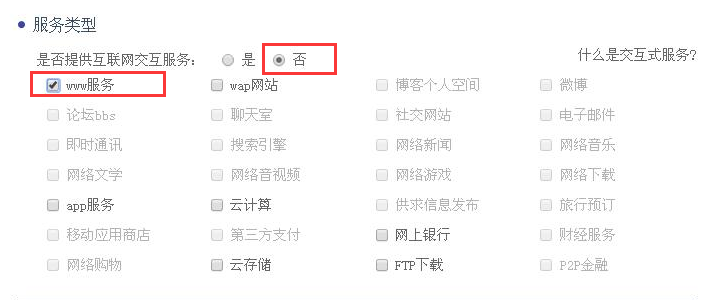 服务类型
是否提供互联网交互服务： 是 否 什么是交互式服务?
www服务 wap网站 博客个人空间 微博
论坛bbs 聊天室 社交网站 电子邮件
即时通讯 搜索引擎 网络新闻 网络音乐
网络文学 网络音视频 网络游戏 网络下载
app服务 云计算 供求信息发布 旅行预订
移动应用商店 第三方支付 网上银行 财经服务
网络购物 云存储 FTP下载 P2P金融